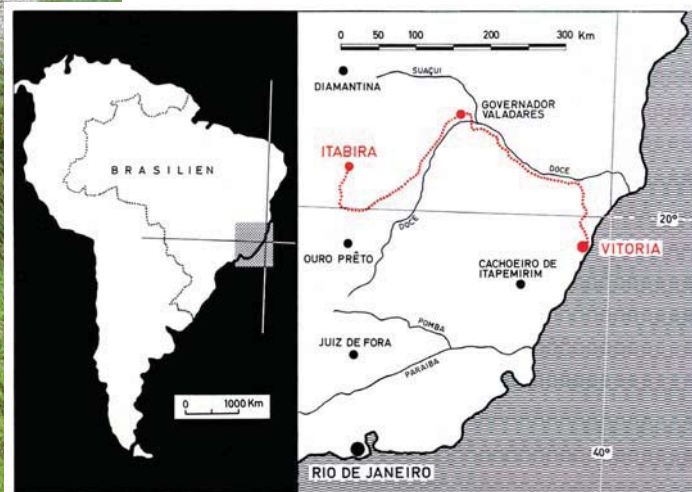 BRASILIEN
0 1000 Km
0 50 100 200 300 Km
DIAMANTINA
SUAÇUI
GOVERNADOR
VALADARES
ITABIRA
DOCE
DOCE
20°
OURO PRÊTO
VITORIA
CACHOEIRO DE
ITAPEMIRIM
POMBA
JUIZ DE FORA
PARAIBA
RIO DE JANEIRO
40°